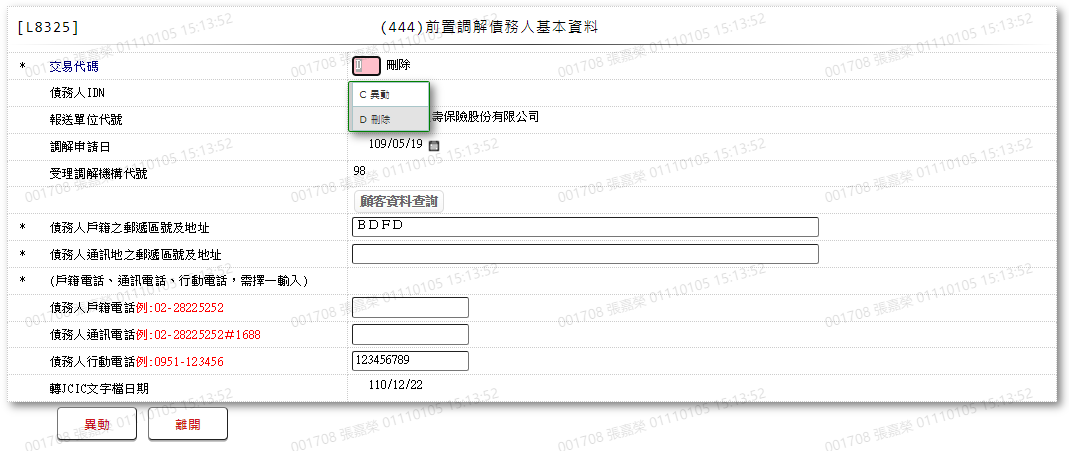 [L8325] (444)前置調解債務人基本資料
* 交易代碼 刪除
債務人IDN C 異動
報送單位代號 D 刪除 壽保險股份有限公司
調解申請日 109/05/19
受理調解機構代號 98
顧客資料查詢
* 債務人戶籍之郵遞區號及地址 ＢＤＦＤ
* 債務人通訊地之郵遞區號及地址
* (戶籍電話、通訊電話、行動電話，需擇一輸入)
債務人戶籍電話例:02-28225252
債務人通訊電話例:02-28225252#1688
債務人行動電話例:0951-123456 123456789
轉JCIC文字檔日期 110/12/22
異動 離開
001708 張嘉榮 01110105 15:13:52